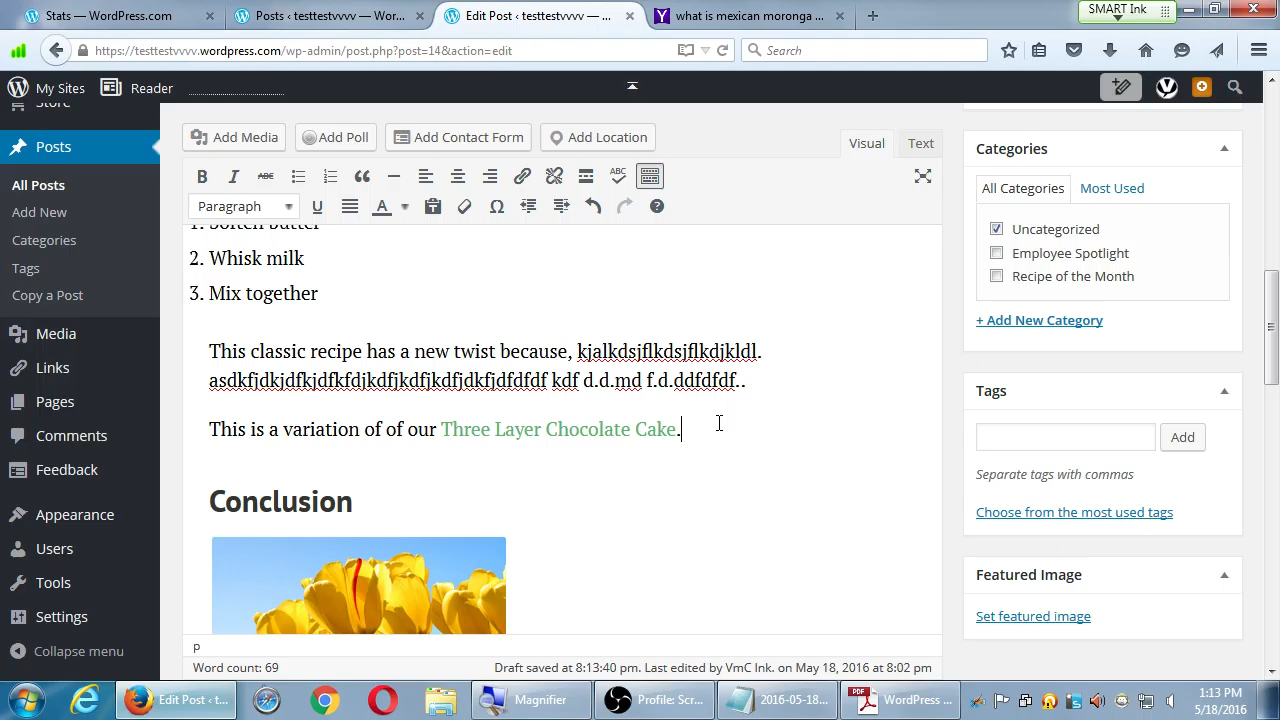 Stats — WordPress.com
Posts ‹ testtestvvvv — Wor...
Edit Post ‹ testtestvvvv — ...
what is mexican moronga ...
SMART Ink
https://testtestvvvv.wordpress.com/wp-admin/post.php?post=14&action=edit
Search
My Sites
Reader
Store
Posts
All Posts
Add New
Categories
Tags
Copy a Post
Media
Links
Pages
Comments
Feedback
Appearance
Users
Tools
Settings
Collapse menu
Add Media
Add Poll
Add Contact Form
Add Location
Visual
Text
B I ABC
ABC
Paragraph
U
A
1. Soften butter
2. Whisk milk
3. Mix together
This classic recipe has a new twist because, kjalkdsjflkdsjflkdjkldl.
asdkfjdkjdfkjdfkfdjkdfjkdfjkdfjdkfjdfdfdf kdf d.d.md f.d.ddfdfdf..
This is a variation of of our Three Layer Chocolate Cake.
Conclusion
p
Word count: 69
Draft saved at 8:13:40 pm. Last edited by VmC Ink. on May 18, 2016 at 8:02 pm
Categories
All Categories
Most Used
Uncategorized
Employee Spotlight
Recipe of the Month
+ Add New Category
Tags
Add
Separate tags with commas
Choose from the most used tags
Featured Image
Set featured image
Edit Post ‹ t...
Magnifier
Profile: Scr...
2016-05-18...
PDF
WordPress ...
1:13 PM
5/18/2016